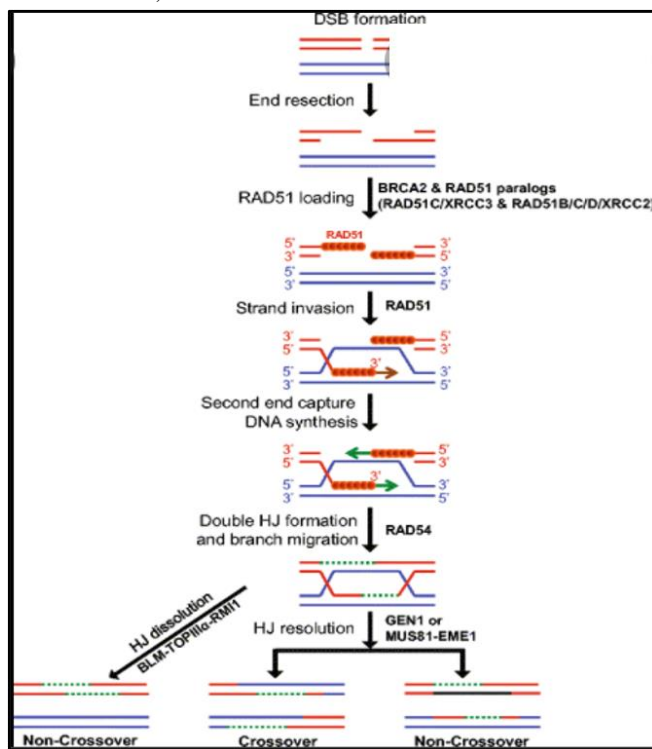 DSB formation
End resection
RAD51 loading
BRCA2 & RAD51 paralogs
(RAD51C/XRCC3 & RAD51B/C/D/XRCC2)
RAD51
5' 3'
3' 5'
5' 3'
3' 5'
Strand invasion
RAD51
3' 5'
5' 3'
3'
5' 3'
3' 5'
Second end capture
DNA synthesis
3' 5'
5' 3'
3'
5' 3'
3' 5'
Double HJ formation
and branch migration
RAD54
HJ dissolution
BLM-TOPIIIα-RMI1
HJ resolution
GEN1 or
MUS81-EME1
Non-Crossover
Crossover
Non-Crossover